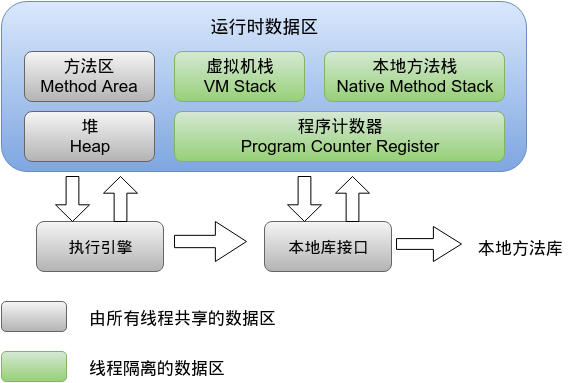 运行时数据区
方法区
Method Area
虚拟机栈
VM Stack
本地方法栈
Native Method Stack
堆
Heap
程序计数器
Program Counter Register
执行引擎
本地库接口
本地方法库
由所有线程共享的数据区
线程隔离的数据区